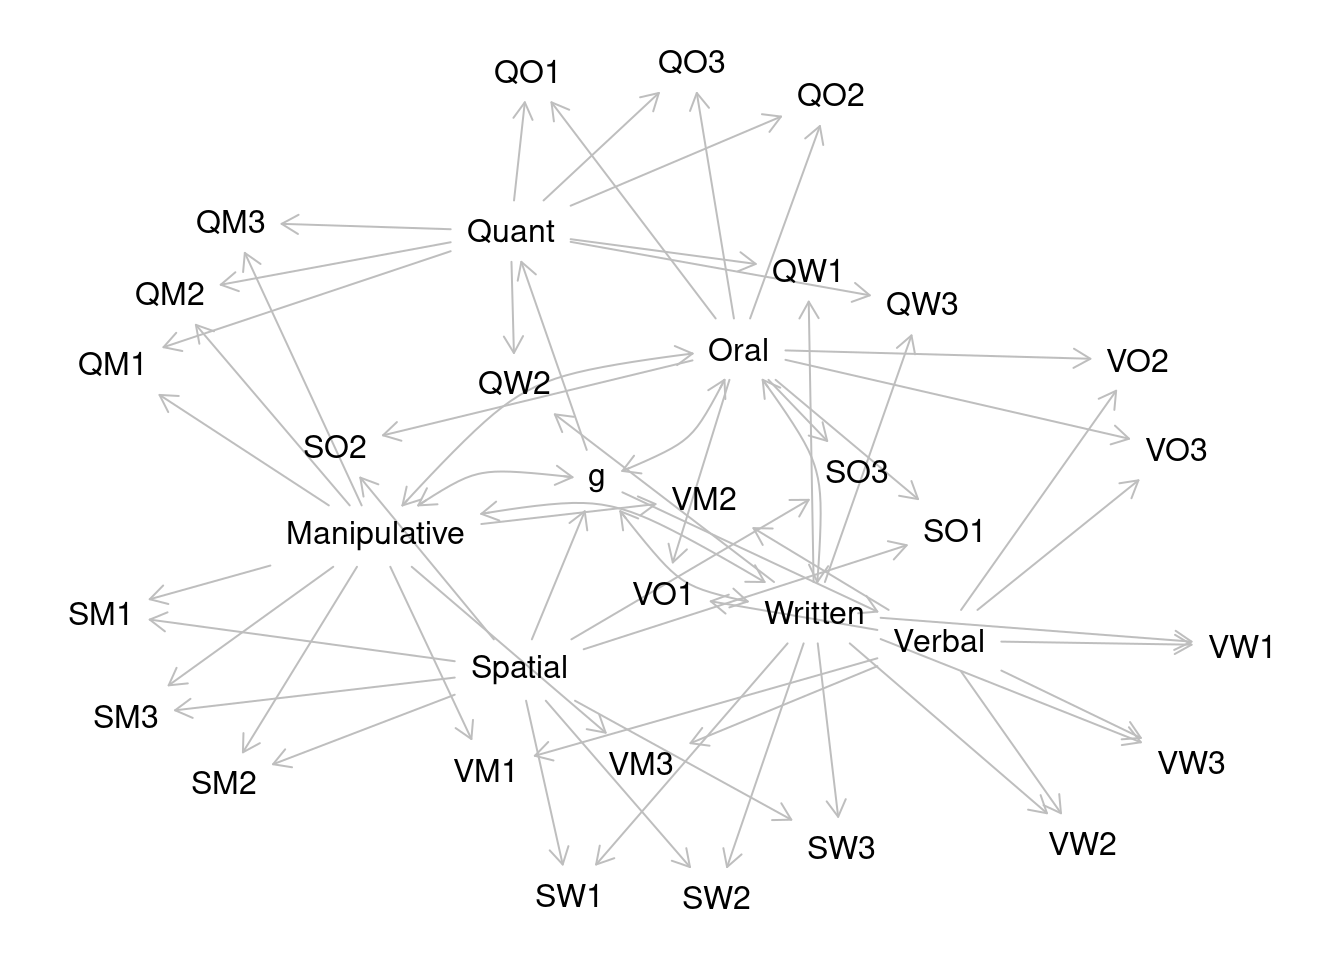 QO3
QO1
QO2
QM3
Quant
QW1
QM2
QW3
Oral
VO2
QM1
QW2
SO2
VO3
SO3
g
VM2
SO1
Manipulative
VO1
SM1
Written
Verbal
VW1
Spatial
SM3
VM3
VW3
VM1
SM2
VW2
SW3
SW1
SW2